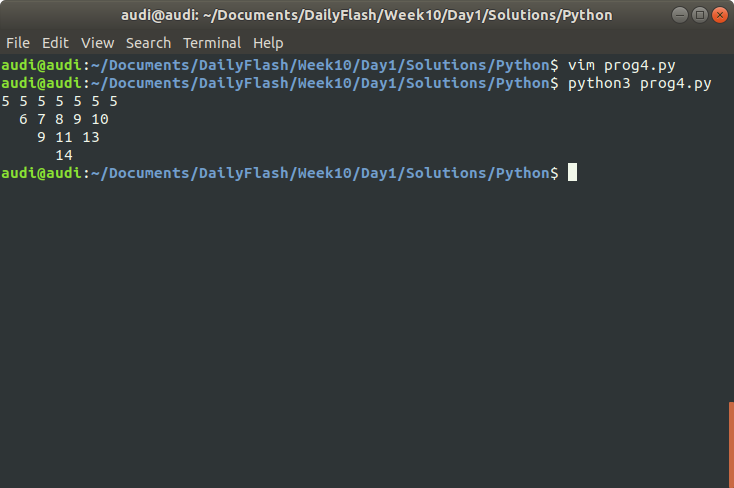 audi@audi: ~/Documents/DailyFlash/Week10/Day1/Solutions/Python
File Edit View Search Terminal Help
audi@audi:~/Documents/DailyFlash/Week10/Day1/Solutions/Python$ vim prog4.py
audi@audi:~/Documents/DailyFlash/Week10/Day1/Solutions/Python$ python3 prog4.py
5 5 5 5 5 5 5
  6 7 8 9 10
    9 11 13
      14
audi@audi:~/Documents/DailyFlash/Week10/Day1/Solutions/Python$